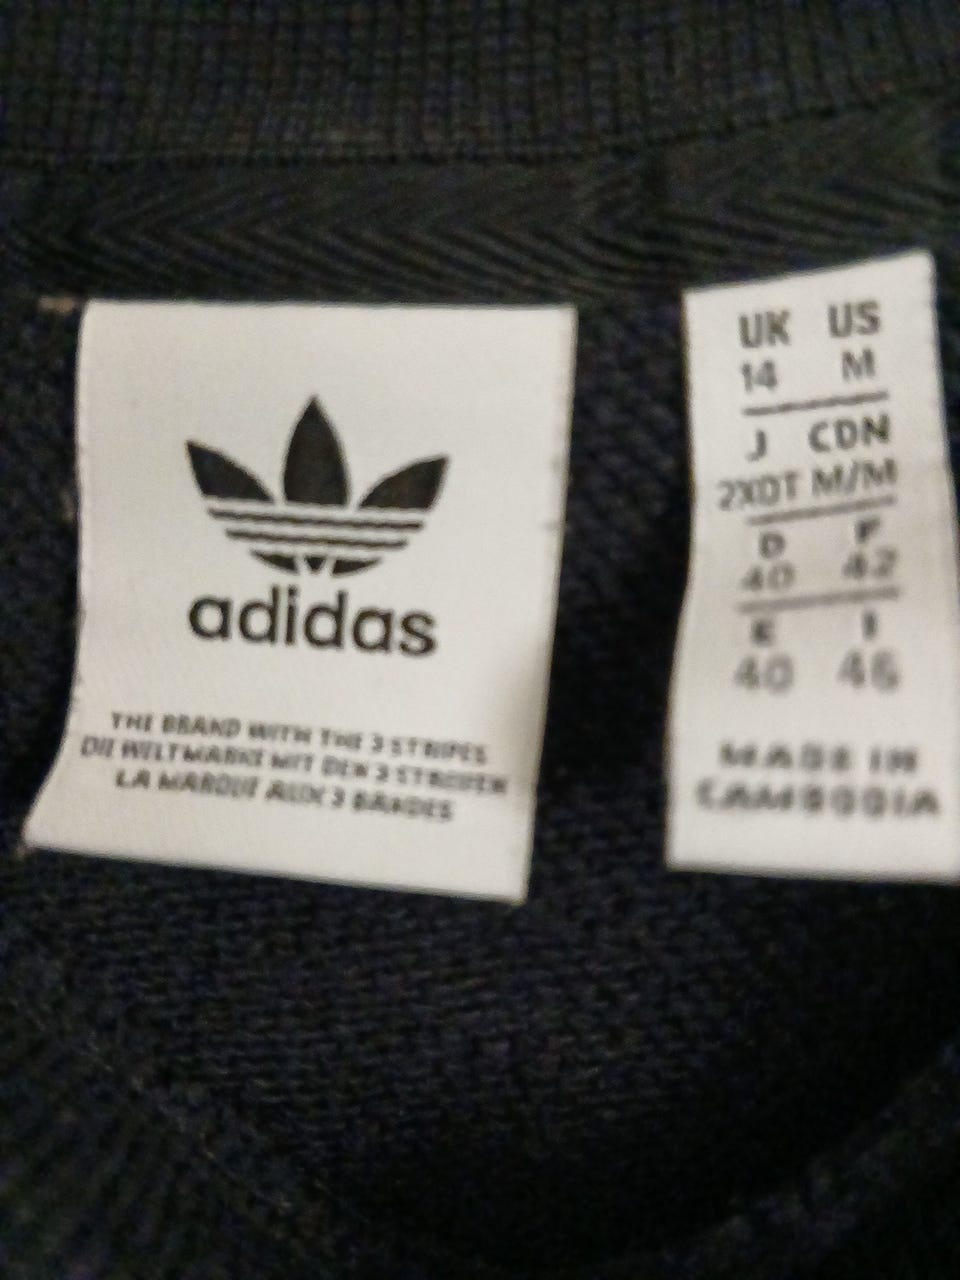 adidas
THE BRAND WITH THE 3 STRIPES
DIE WELTMARKE MIT DEN 3 STREIFEN
LA MARQUE AUX 3 BANDES
UK US
14 M
J CDN
2XOT M/M
D F
40 42
E I
40 46
MADE IN
CAMBODIA